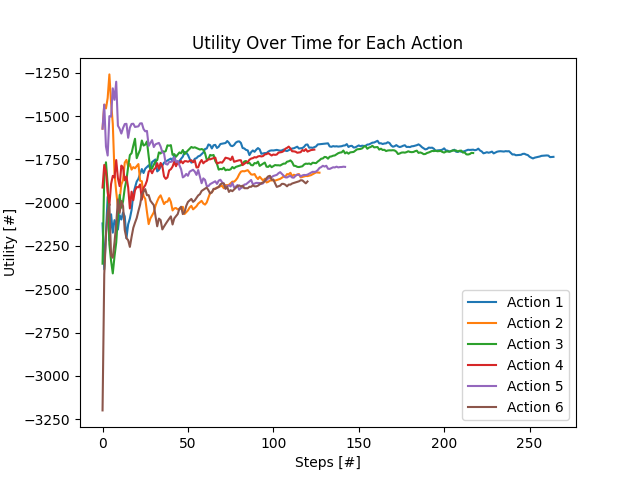 Utility Over Time for Each Action
−1250
−1500
−1750
−2000
−2250
−2500
−2750
−3000
−3250
Utility [#]
0 50 100 150 200 250
Steps [#]
Action 1
Action 2
Action 3
Action 4
Action 5
Action 6